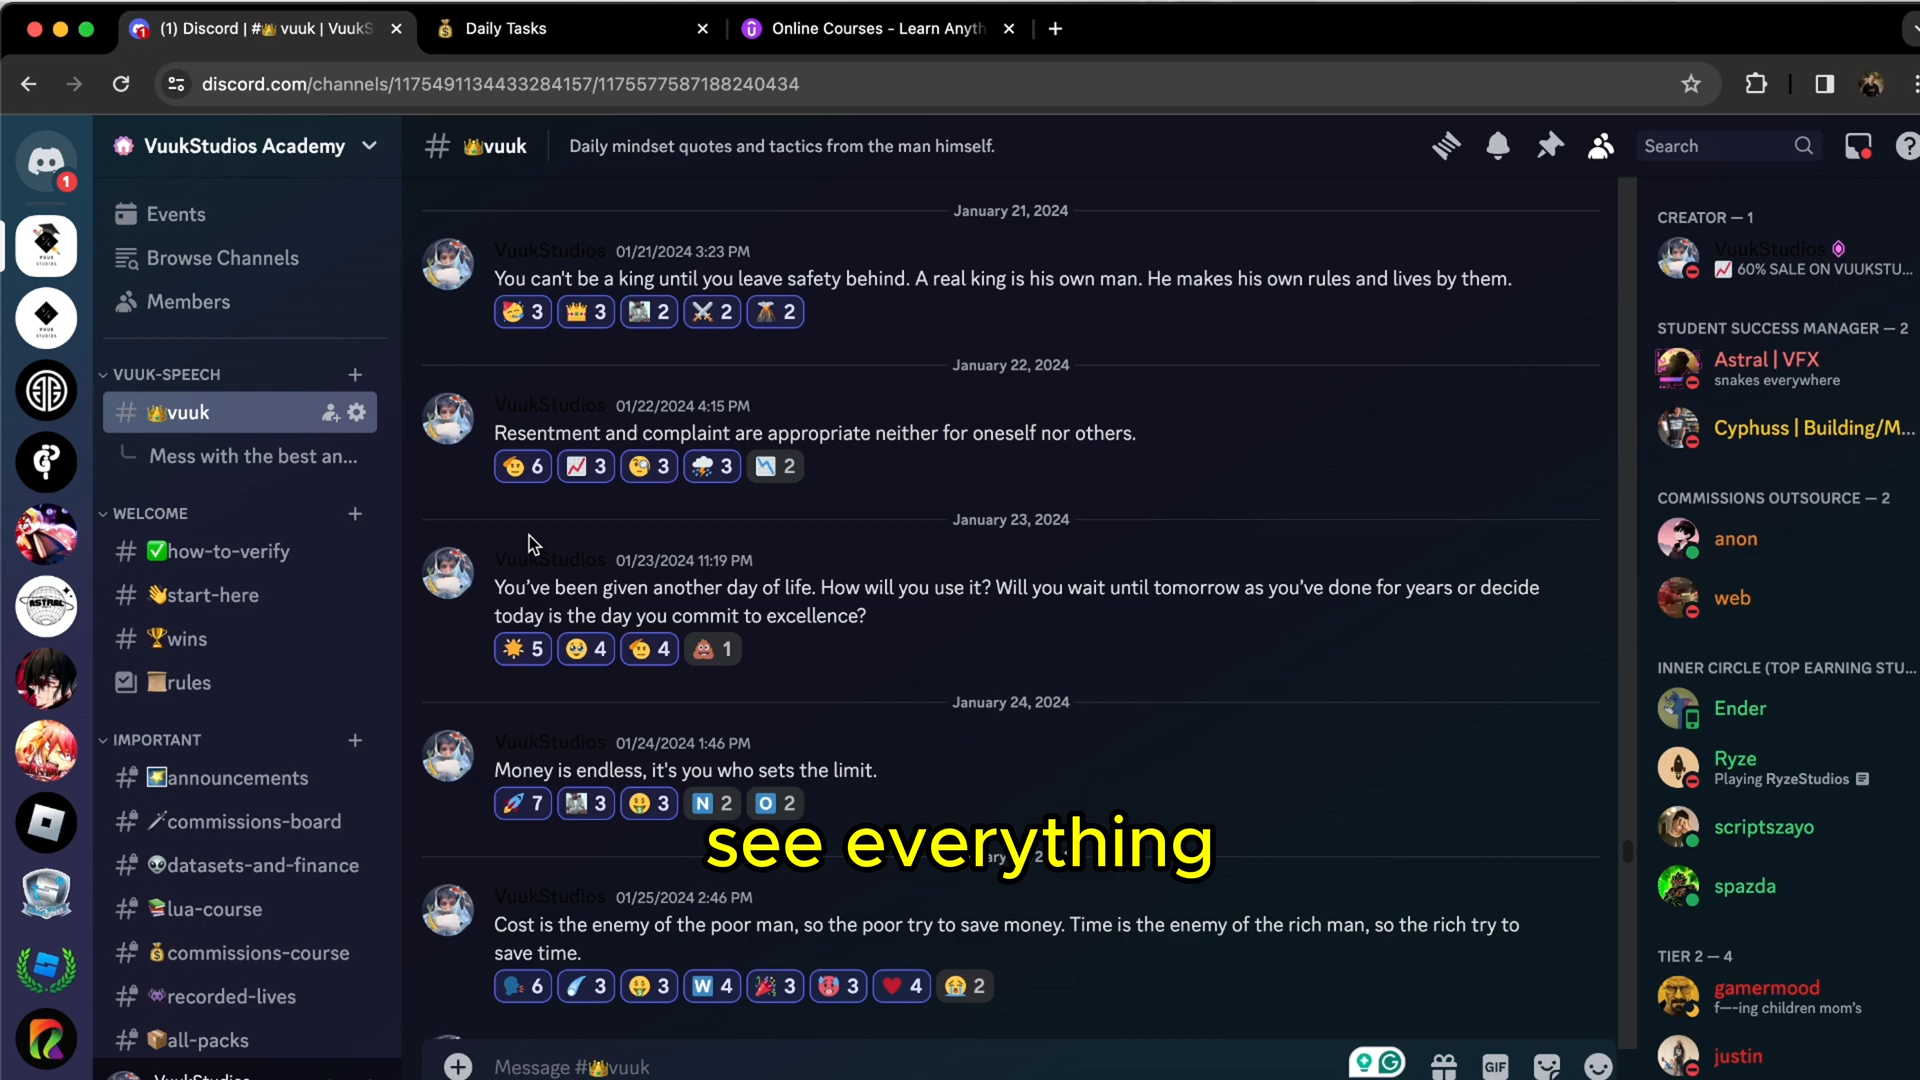 (1) Discord | #👑 vuuk | VuukS
Daily Tasks
Online Courses - Learn Anyth
discord.com/channels/1175491134433284157/1175577587188240434
VuukStudios Academy
# 👑vuuk
Daily mindset quotes and tactics from the man himself.
Search
Events
Browse Channels
Members
VUUK-SPEECH
👑vuuk
Mess with the best an...
WELCOME
✅how-to-verify
👋start-here
🏆wins
📜rules
IMPORTANT
announcements
commissions-board
👽datasets-and-finance
📚lua-course
💰commissions-course
👾recorded-lives
📦all-packs
VuukStudios
January 21, 2024
VuukStudios 01/21/2024 3:23 PM
You can't be a king until you leave safety behind. A real king is his own man. He makes his own rules and lives by them.
3 3 2 2 2
January 22, 2024
VuukStudios 01/22/2024 4:15 PM
Resentment and complaint are appropriate neither for oneself nor others.
6 3 3 3 2
January 23, 2024
VuukStudios 01/23/2024 11:19 PM
You've been given another day of life. How will you use it? Will you wait until tomorrow as you've done for years or decide
today is the day you commit to excellence?
5 4 4 1
January 24, 2024
VuukStudios 01/24/2024 1:46 PM
Money is endless, it's you who sets the limit.
7 3 3 N 2 O 2
see everything
VuukStudios 01/25/2024 2:46 PM
Cost is the enemy of the poor man, so the poor try to save money. Time is the enemy of the rich man, so the rich try to
save time.
6 3 3 W 4 3 3 4 2
Message #👑vuuk
GIF
CREATOR — 1
VuukStudios
60% SALE ON VUUKSTU...
STUDENT SUCCESS MANAGER — 2
Astral | VFX
snakes everywhere
Cyphuss | Building/M...
COMMISSIONS OUTSOURCE — 2
anon
web
INNER CIRCLE (TOP EARNING STU...
Ender
Ryze
Playing RyzeStudios
scriptszayo
spazda
TIER 2 — 4
gamermood
f---ing children mom's
justin